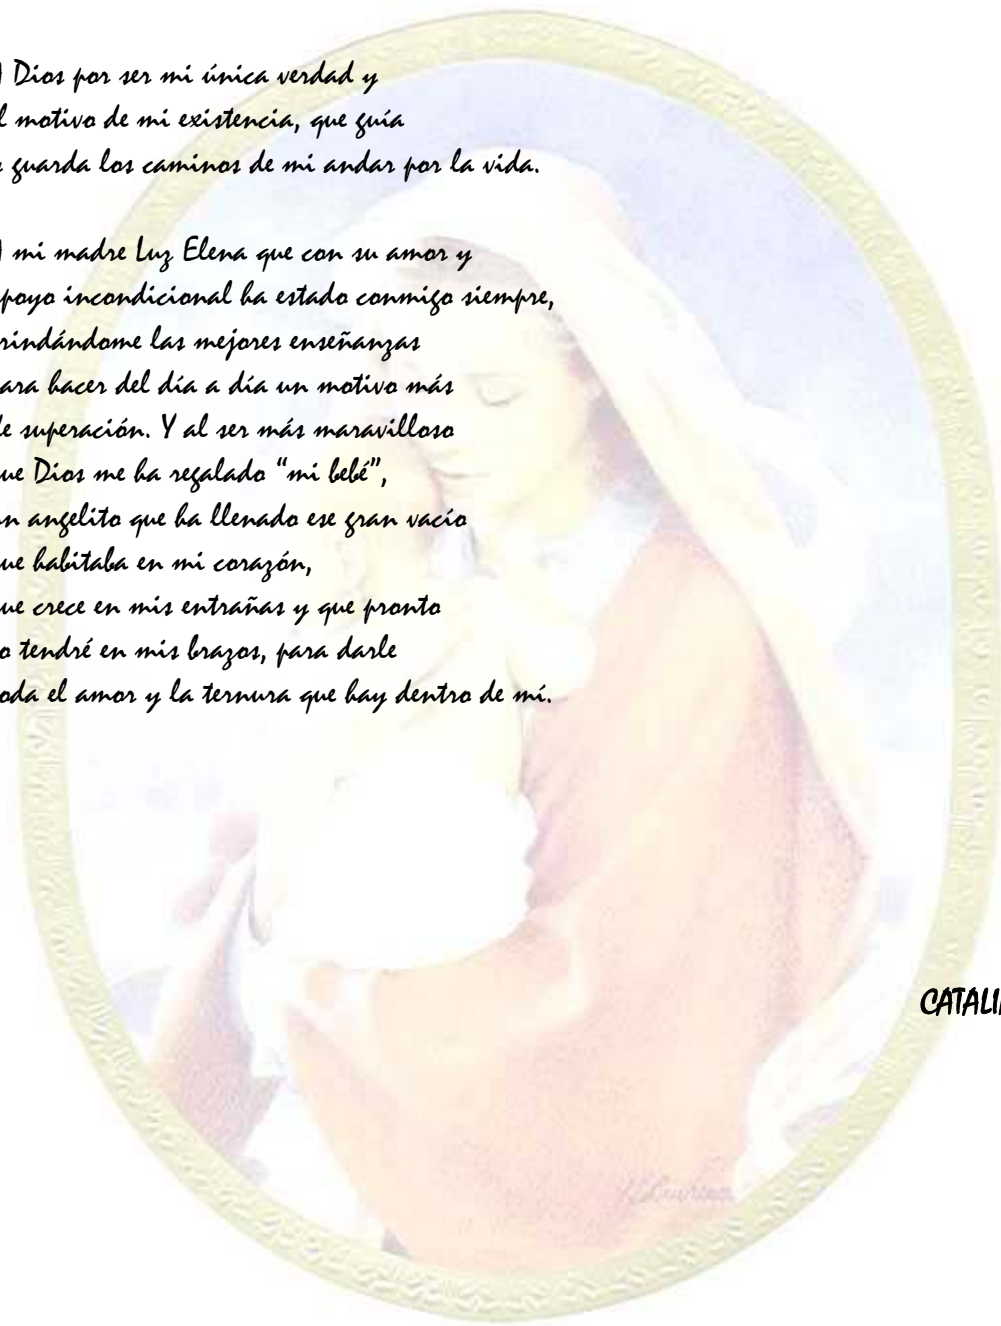 Dios por ser mi única verdad y
motivo de mi existencia, que guía
guarda los caminos de mi andar por la vida.
mi madre Luz Elena que con su amor y
poyo incondicional ha estado conmigo siempre,
rindándome las mejores enseñanzas
ara hacer del día a día un motivo más
de superación. Y al ser más maravilloso
ue Dios me ha regalado “mi bebé”,
un angelito que ha llenado ese gran vacío
ue habitaba en mi corazón,
ue crece en mis entrañas y que pronto
o tendré en mis brazos, para darle
oda el amor y la ternura que hay dentro de mí.
CATALI